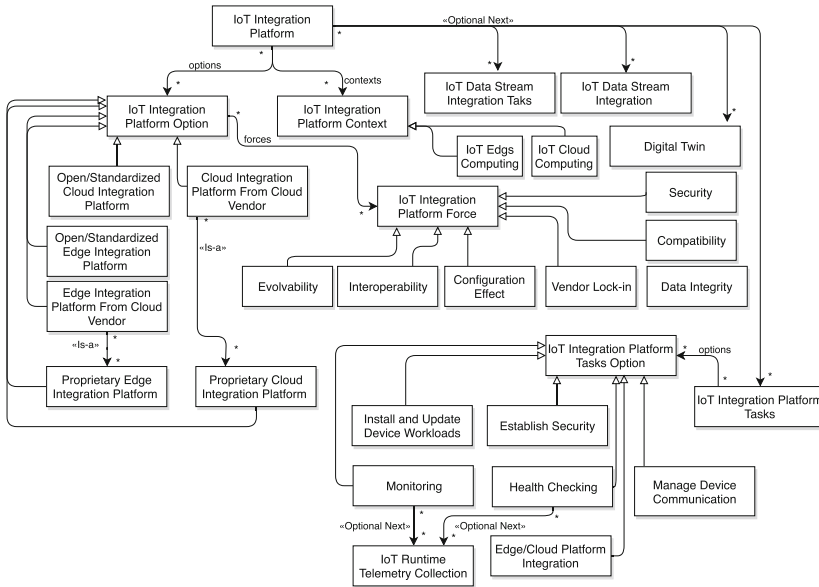 IoT Integration
Platform
«Optional Next»
*
*
options
contexts
*
*
*
*
*
IoT Data Stream
Integration Taks
IoT Data Stream
Integration
IoT Integration
Platform Option
*
forces
IoT Integration
Platform Context
IoT Edgs
Computing
IoT Cloud
Computing
Digital Twin
Open/Standardized
Cloud Integration
Platform
Cloud Integration
Platform From Cloud
Vendor
*
*
IoT Integration
Platform Force
Security
Compatibility
Open/Standardized
Edge Integration
Platform
«Is-a»
Evolvability
Interoperability
Configuration
Effect
Vendor Lock-in
Data Integrity
Edge Integration
Platform From Cloud
Vendor
*
«Is-a»
*
*
Proprietary Edge
Integration Platform
Proprietary Cloud
Integration Platform
IoT Integration Platform
Tasks Option
*
options
*
*
IoT Integration Platform
Tasks
Install and Update
Device Workloads
Establish Security
Monitoring
Health Checking
Manage Device
Communication
*
*
«Optional Next»
«Optional Next»
*
*
IoT Runtime
Telemetry Collection
Edge/Cloud Platform
Integration